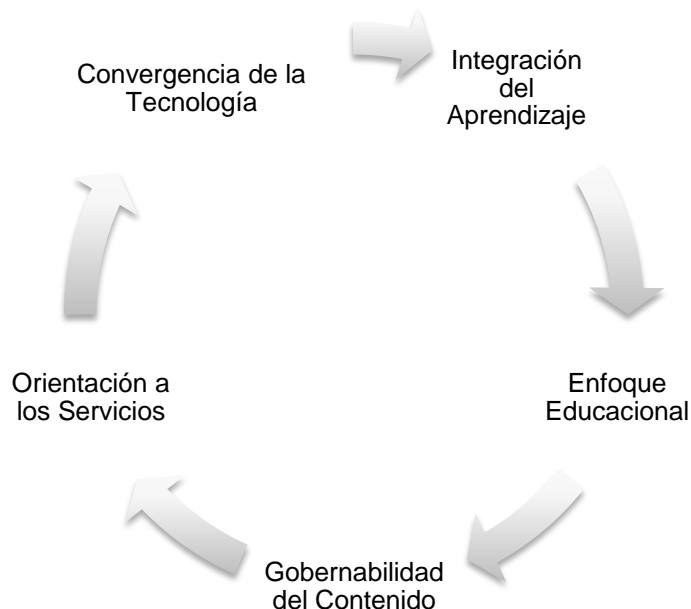 Convergencia de la
Tecnología
Integración
del
Aprendizaje
Enfoque
Educacional
Gobernabilidad
del Contenido
Orientación a
los Servicios